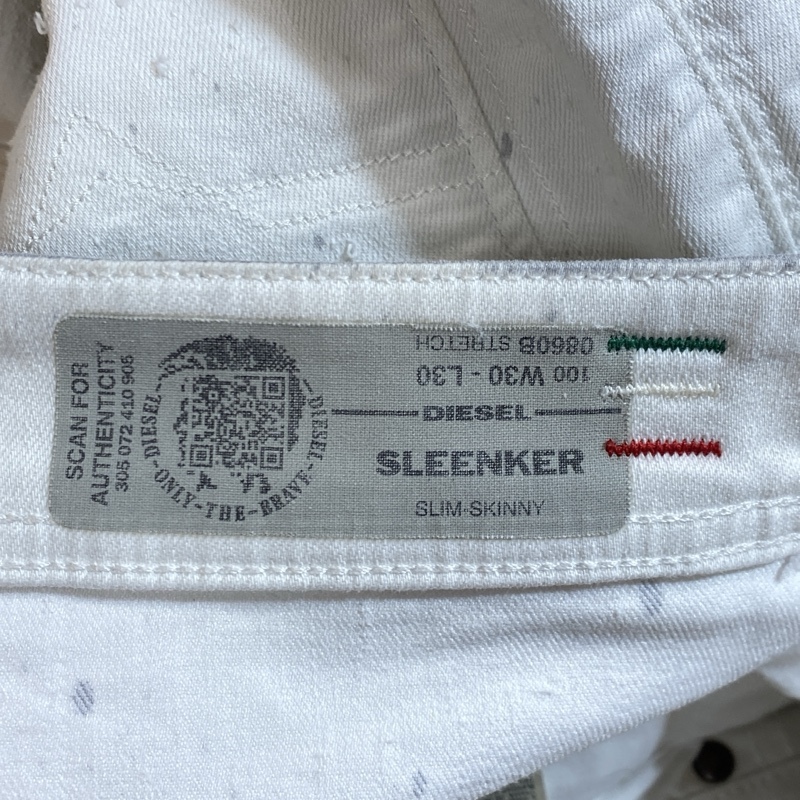 SCAN FOR
AUTHENTICITY
305 072 410 905
DIESEL
ONLY-THE-BRAVE
DIESEL
0860B STRETCH
100 W30 - L30
DIESEL
SLEENKER
SLIM-SKINNY